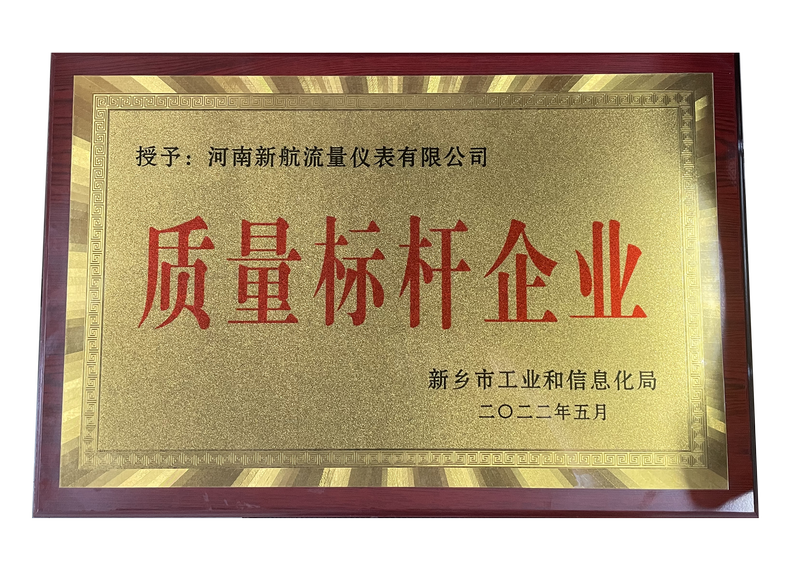 授予：河南新航流量仪表有限公司
质量标杆企业
新乡市工业和信息化局
二〇二二年五月